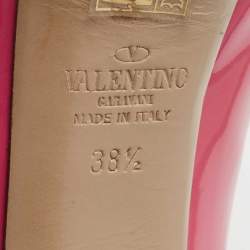 VALENTINO
GARAVANI
MADE IN ITALY
38½